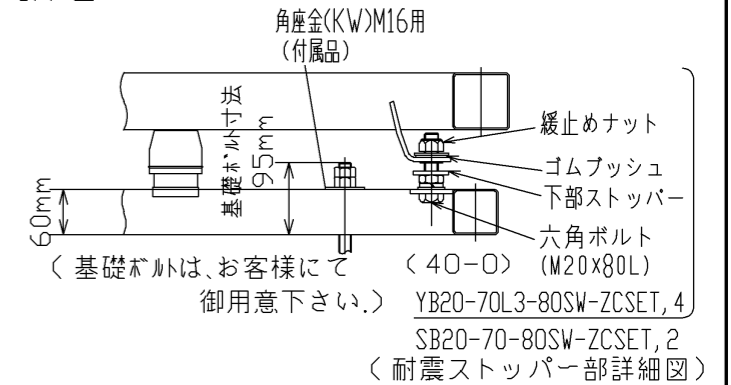 角座金(KW)M16用
(付属品)
緩止めナット
ゴムブッシュ
下部ストッパー
六角ボルト
(M20x80L)
基礎ボルト寸法
95mm
60mm
(基礎ボルトは、お客様にて
御用意下さい.)
(40-0)
YB20-70L3-80SW-ZCSET,4
SB20-70-80SW-ZCSET,2
(耐震ストッパー部詳細図)